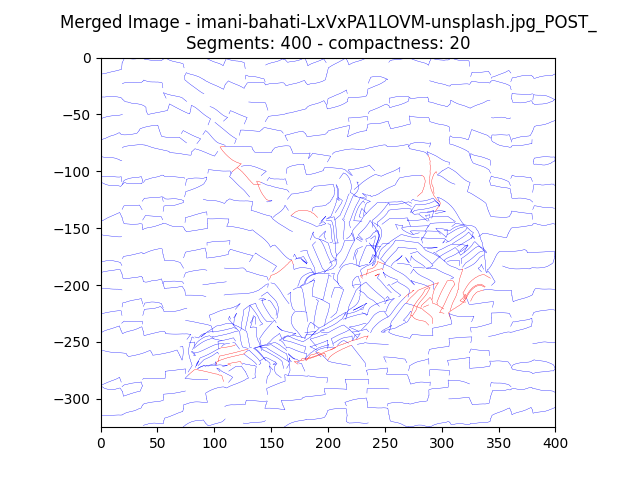 Merged Image - imani-bahati-LxVxPA1LOVM-unsplash.jpg_POST_
Segments: 400 - compactness: 20
0
−50
−100
−150
−200
−250
−300
0 50 100 150 200 250 300 350 400